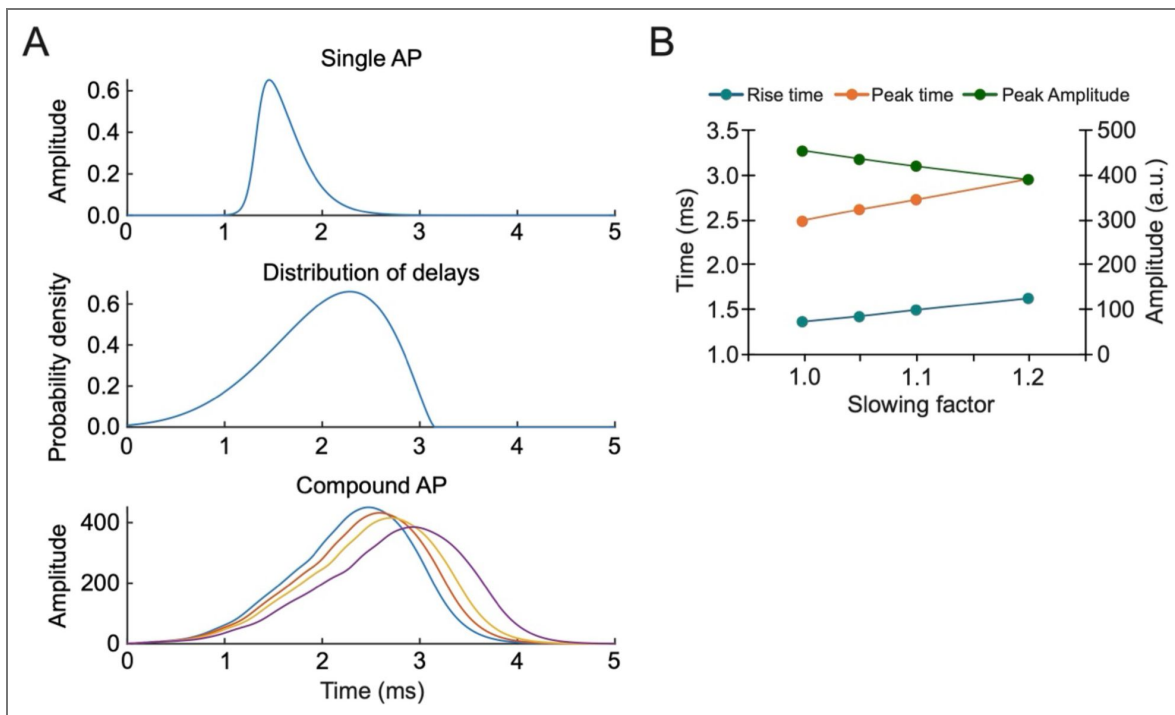 A
Single AP
Amplitude
0.6
0.4
0.2
0.0
0 1 2 3 4 5
Distribution of delays
Probability density
0.6
0.4
0.2
0.0
0 1 2 3 4 5
Compound AP
Amplitude
400
200
0
0 1 2 3 4 5
Time (ms)
B
Rise time Peak time Peak Amplitude
Time (ms)
3.5
3.0
2.5
2.0
1.5
1.0
500
400
300
200
100
0
Amplitude (a.u.)
1.0 1.1 1.2
Slowing factor